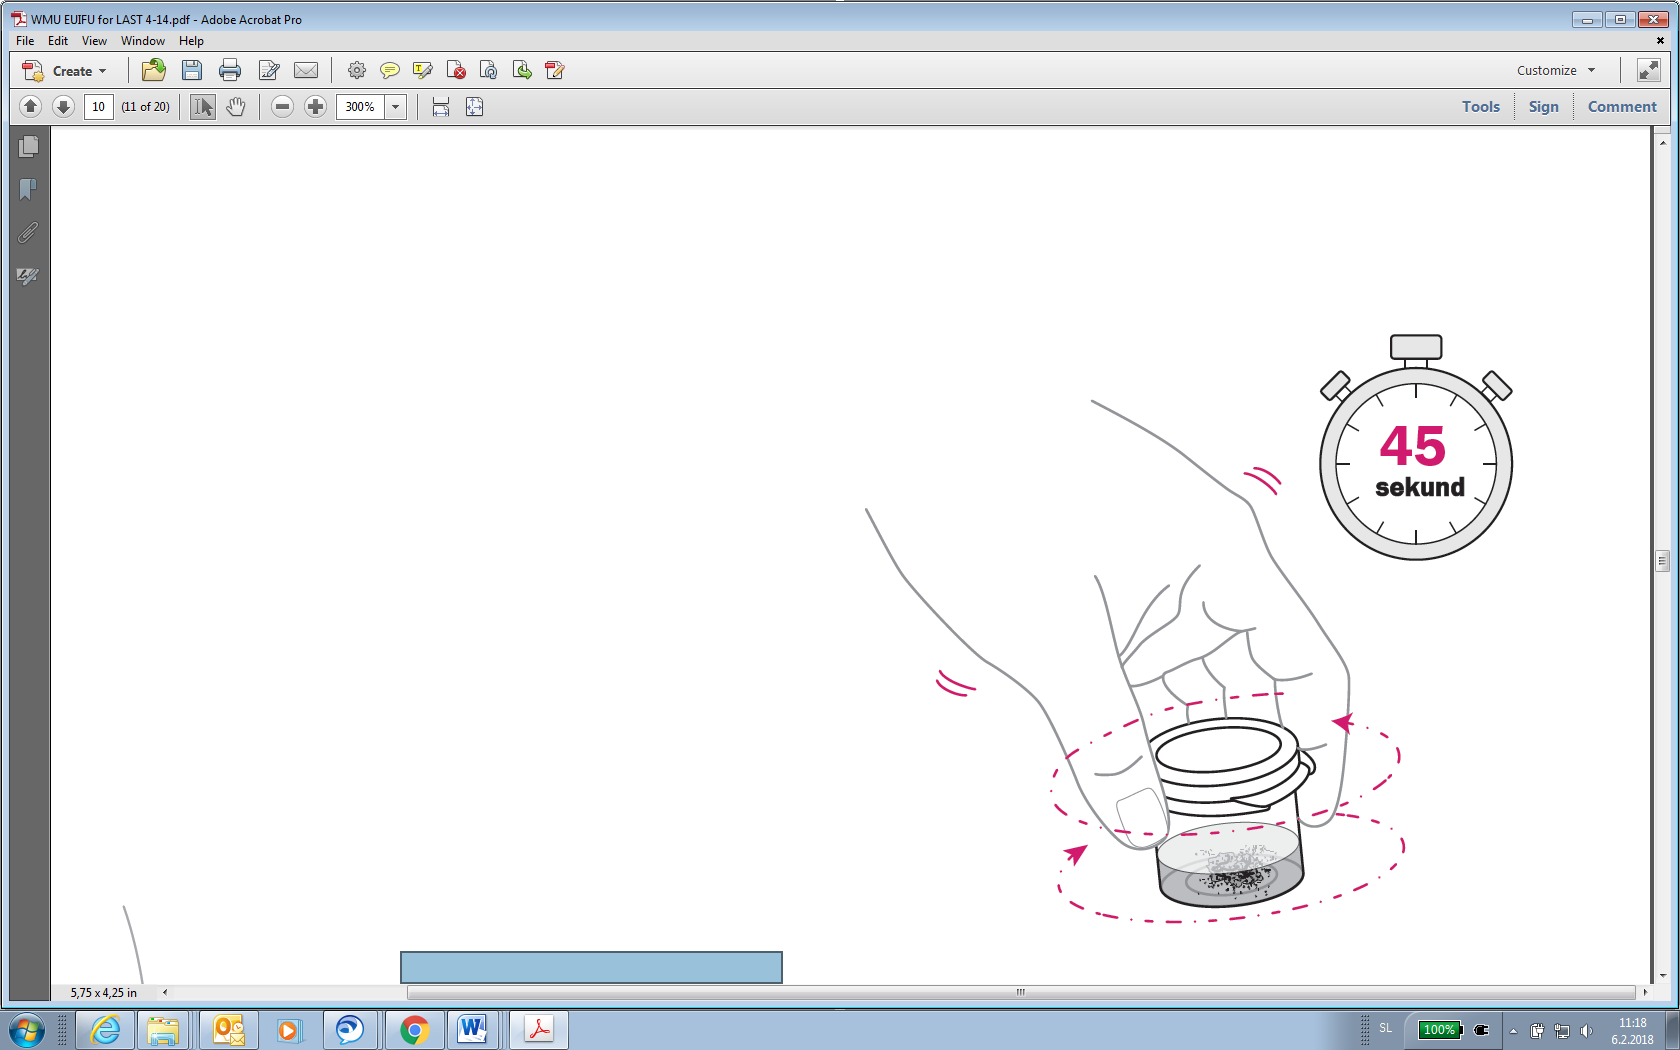 WMU EUIFU for LAST 4-14.pdf - Adobe Acrobat Pro
File Edit View Window Help
Create
Customize
10 (11 of 20) 300%
Tools Sign Comment
45
sekund
5,75 x 4,25 in
SL 100% 11:18
6.2.2018